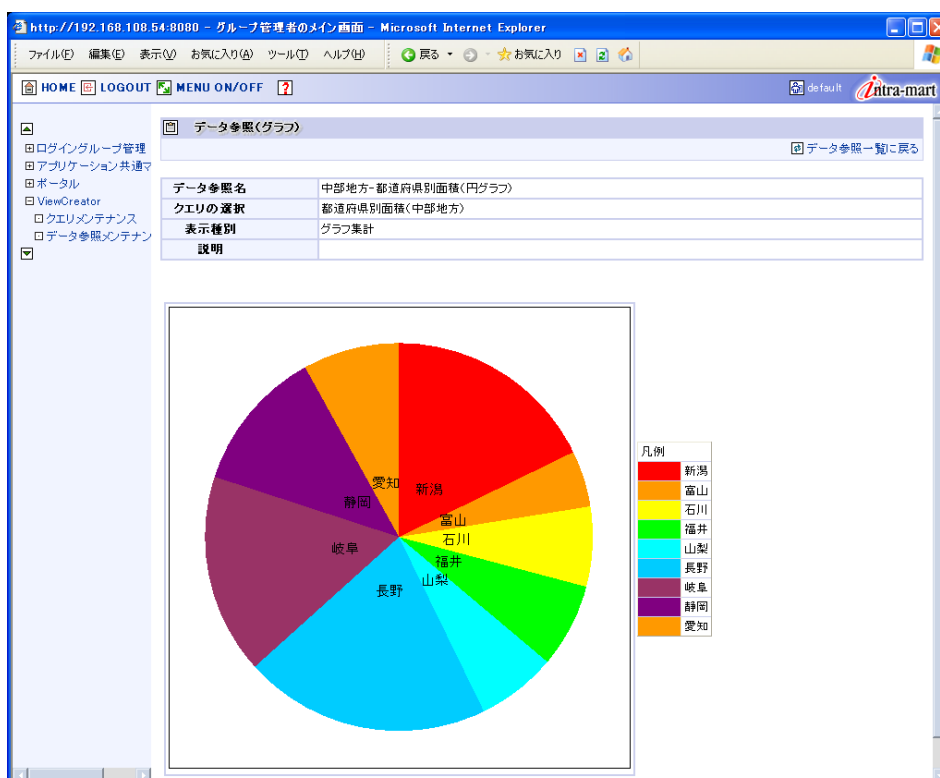 http://192.168.108.54:8080 - グループ管理者のメイン画面 - Microsoft Internet Explorer
ファイル(F) 編集(E) 表示(V) お気に入り(A) ツール(T) ヘルプ(H) 戻る お気に入り
HOME LOGOUT MENU ON/OFF ? default intra-mart
データ参照(グラフ)
データ参照一覧に戻る
ログイングループ管理
アプリケーション共通マ
ポータル
ViewCreator
クエリメンテナンス
データ参照メンテナン
データ参照名 中部地方-都道府県別面積(円グラフ)
クエリの選択 都道府県別面積(中部地方)
表示種別 グラフ集計
説明
愛知
新潟
静岡
富山
石川
岐阜
福井
山梨
長野
凡例
新潟
富山
石川
福井
山梨
長野
岐阜
静岡
愛知